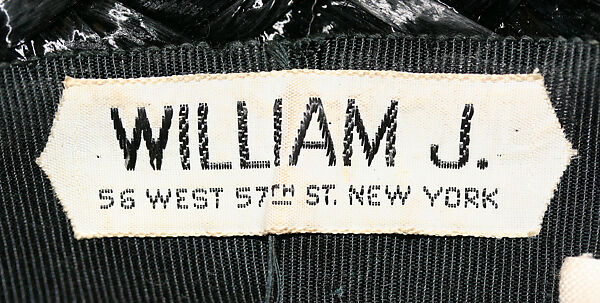 WILLIAM J.
56 WEST 57TH ST. NEW YORK